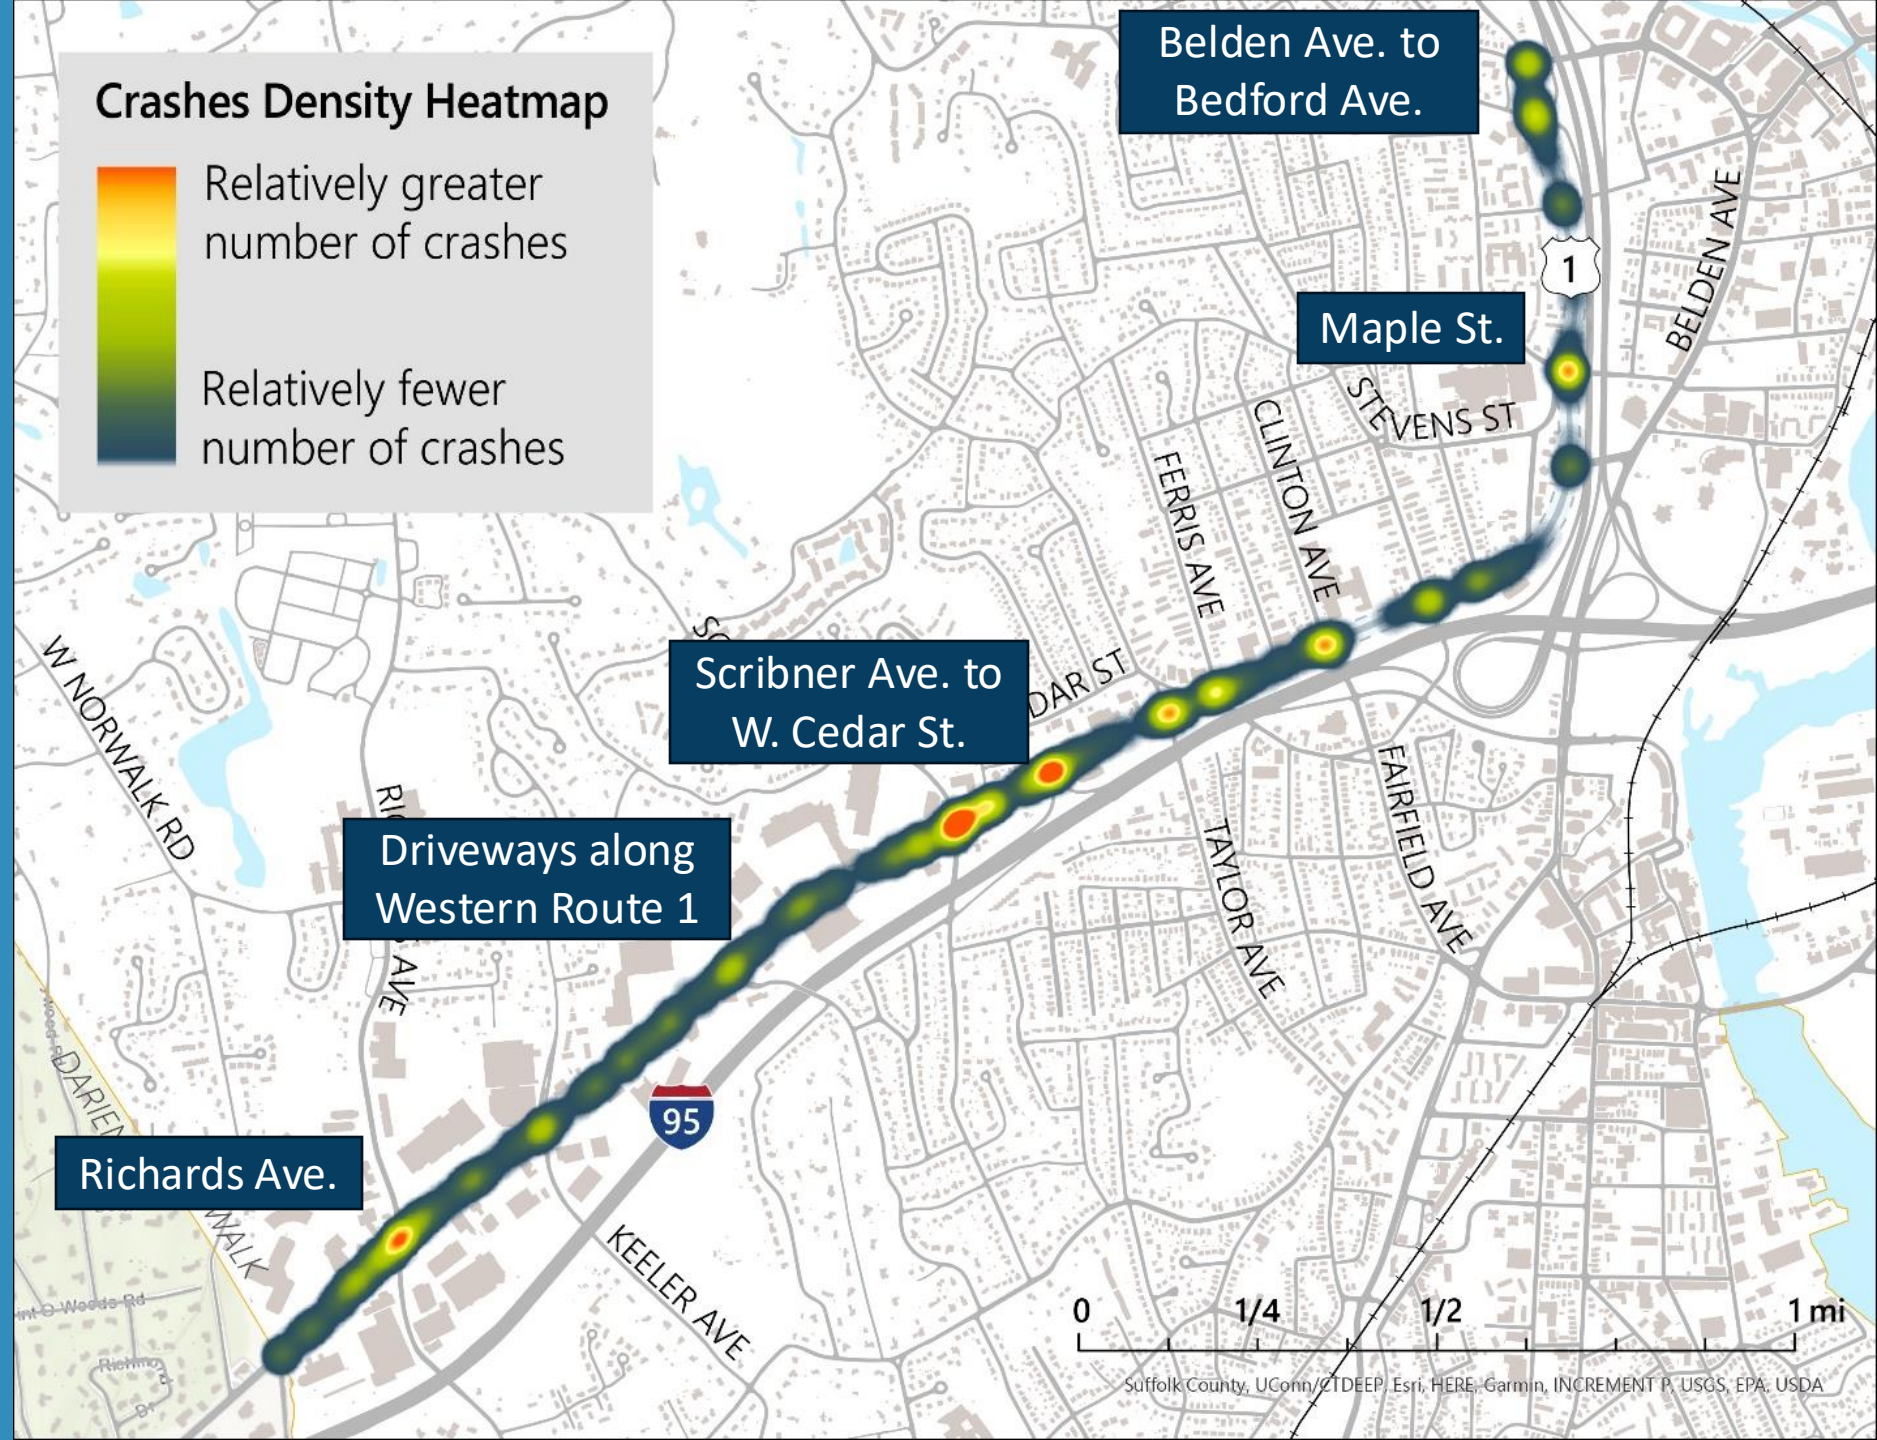 Belden Ave. to
Bedford Ave.
Crashes Density Heatmap
Relatively greater
number of crashes
Relatively fewer
number of crashes
BELDEN AVE
1
Maple St.
STEVENS ST
CLINTON AVE
FERRIS AVE
W NORWALK RD
Scribner Ave. to
W. Cedar St.
DAR ST
FAIRFIELD AVE
TAYLOR AVE
Driveways along
Western Route 1
AVE
95
DARIEN
WALK
Richards Ave.
KEELER AVE
0 1/4 1/2 1 mi
Suffolk County, UConn/CTDEEP, Esri, HERE, Garmin, INCREMENT P, USGS, EPA, USDA